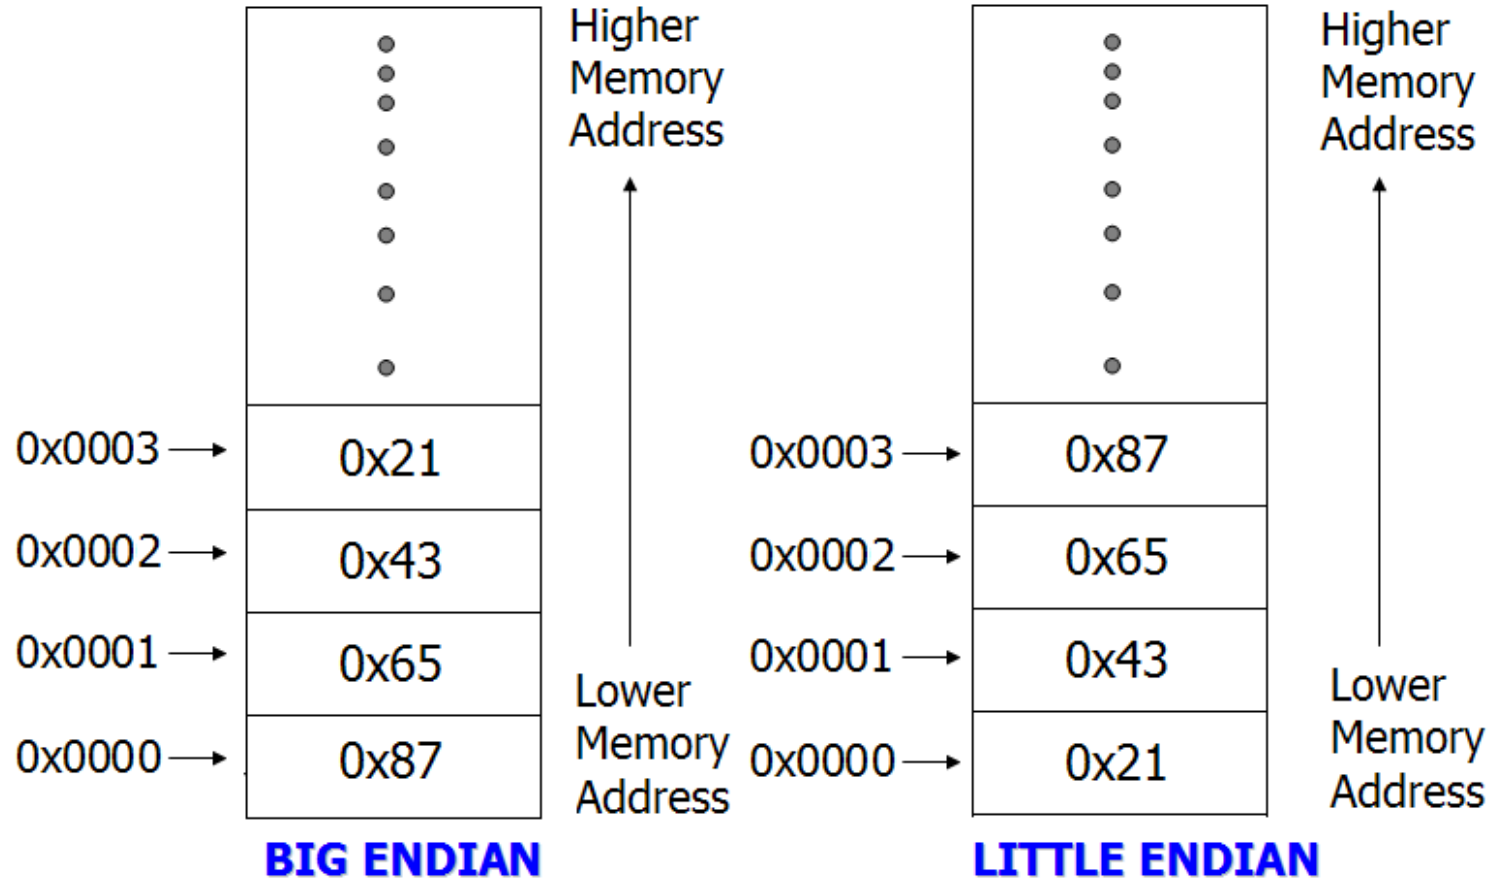 Higher
Memory
Address
0x0003
0x21
0x0002
0x43
0x0001
0x65
0x0000
0x87
Lower
Memory
Address
BIG ENDIAN
Higher
Memory
Address
0x0003
0x87
0x0002
0x65
0x0001
0x43
0x0000
0x21
Lower
Memory
Address
LITTLE ENDIAN